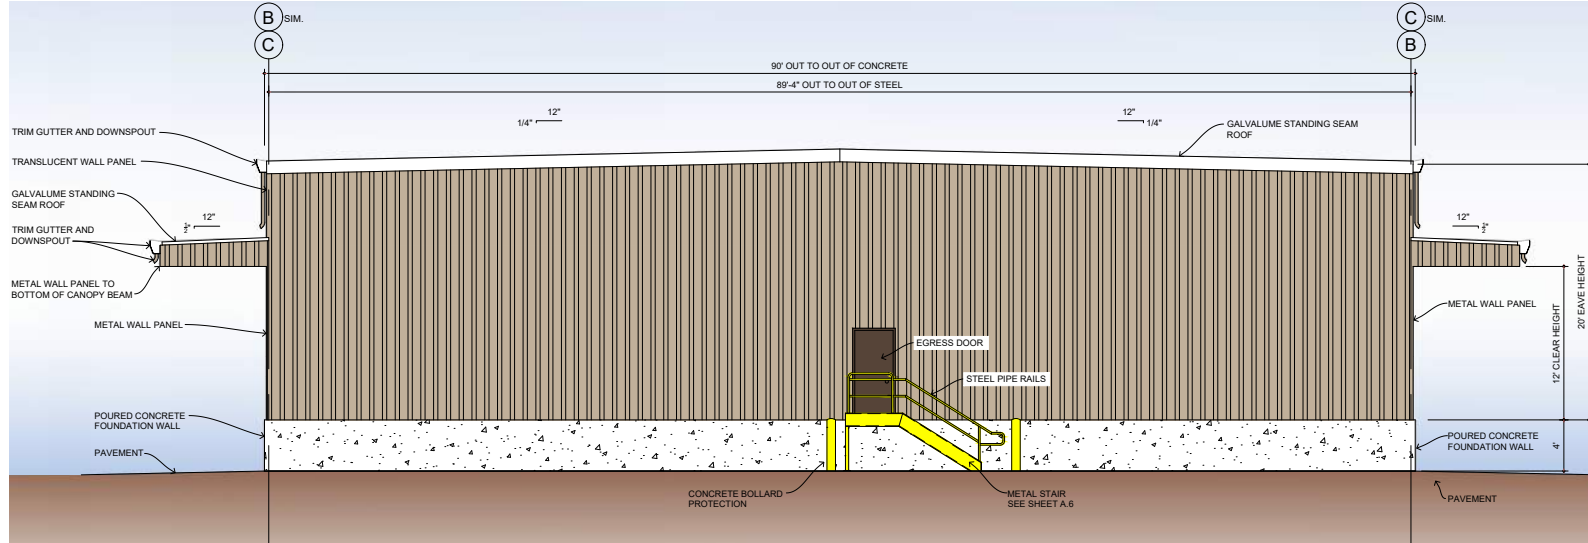 B SIM.
C
C SIM.
B
90' OUT TO OUT OF CONCRETE
89'-4" OUT TO OUT OF STEEL
12"
1/4"
12"
1/4"
TRIM GUTTER AND DOWNSPOUT
TRANSLUCENT WALL PANEL
GALVALUME STANDING
SEAM ROOF
12"
1/2"
TRIM GUTTER AND
DOWNSPOUT
METAL WALL PANEL TO
BOTTOM OF CANOPY BEAM
METAL WALL PANEL
POURED CONCRETE
FOUNDATION WALL
PAVEMENT
GALVALUME STANDING SEAM
ROOF
12"
1/2"
20' EAVE HEIGHT
METAL WALL PANEL
12' CLEAR HEIGHT
EGRESS DOOR
STEEL PIPE RAILS
4'
POURED CONCRETE
FOUNDATION WALL
CONCRETE BOLLARD
PROTECTION
METAL STAIR
SEE SHEET A.6
PAVEMENT